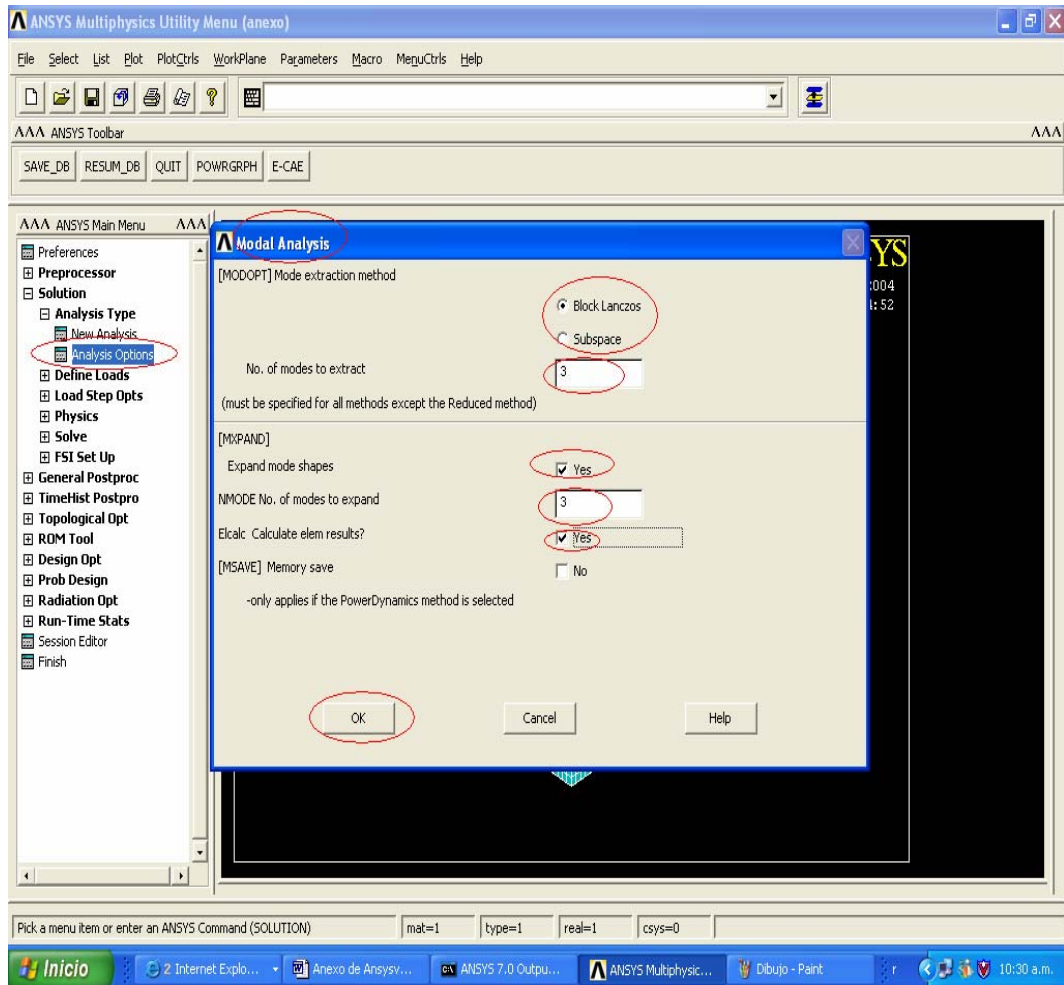 ANSYS Multiphysics Utility Menu (anexo)
File Select List Plot PlotCtrls WorkPlane Parameters Macro MenuCtrls Help
ANSYS Toolbar
SAVE_DB RESUM_DB QUIT POWRGRPH E-CAE
ANSYS Main Menu
Preferences
Preprocessor
Solution
Analysis Type
New Analysis
Analysis Options
Define Loads
Load Step Opts
Physics
Solve
FSI Set Up
General Postproc
TimeHist Postpro
Topological Opt
ROM Tool
Design Opt
Prob Design
Radiation Opt
Run-Time Stats
Session Editor
Finish
Modal Analysis
[MODOPT] Mode extraction method
Block Lanczos
Subspace
No. of modes to extract 3
(must be specified for all methods except the Reduced method)
[MXPAND]
Expand mode shapes Yes
NMODE No. of modes to expand 3
Elcalc Calculate elem results? Yes
[MSAVE] Memory save No
-only applies if the PowerDynamics method is selected
OK Cancel Help
YS
:004
:52
Pick a menu item or enter an ANSYS Command (SOLUTION) mat=1 type=1 real=1 csys=0
Inicio 2 Internet Explo... Anexo de Ansysv... ANSYS 7.0 Outpu... ANSYS Multiphysic... Dibujo - Paint 10:30 a.m.